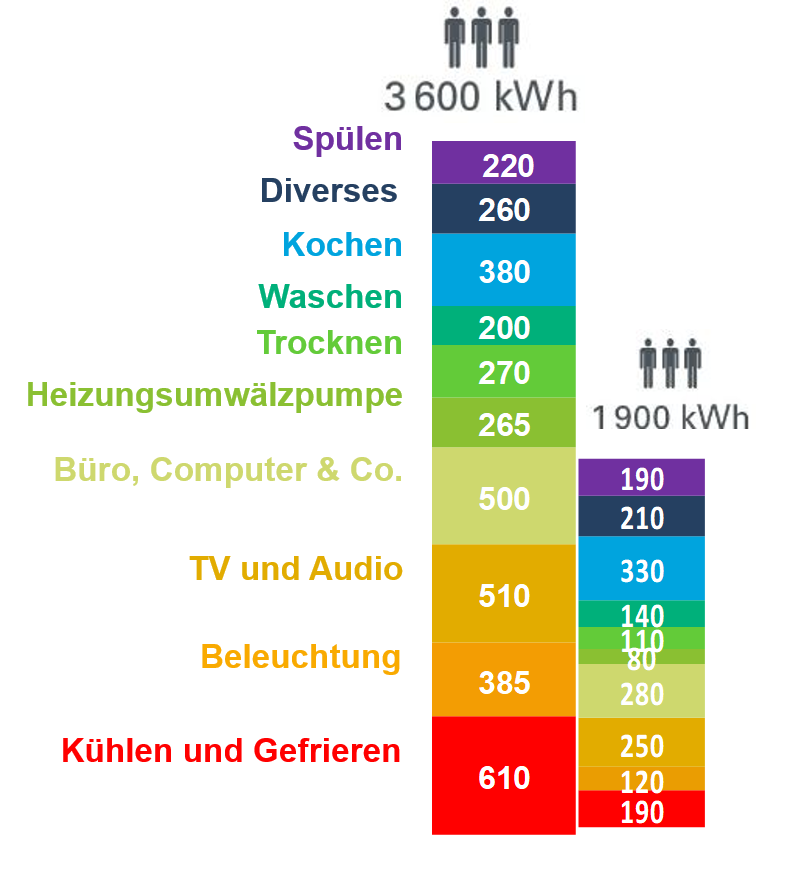 3 600 kWh
Spülen
220
Diverses
260
Kochen
380
Waschen
200
Trocknen
270
Heizungsumwälzpumpe
265
Büro, Computer & Co.
500
TV und Audio
510
Beleuchtung
385
Kühlen und Gefrieren
610
1 900 kWh
190
210
330
140
110
80
280
250
120
190